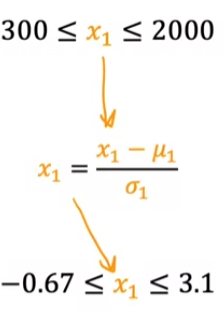 300 ≤ x₁ ≤ 2000
x₁ = (x₁ − μ₁) / σ₁
−0.67 ≤ x₁ ≤ 3.1